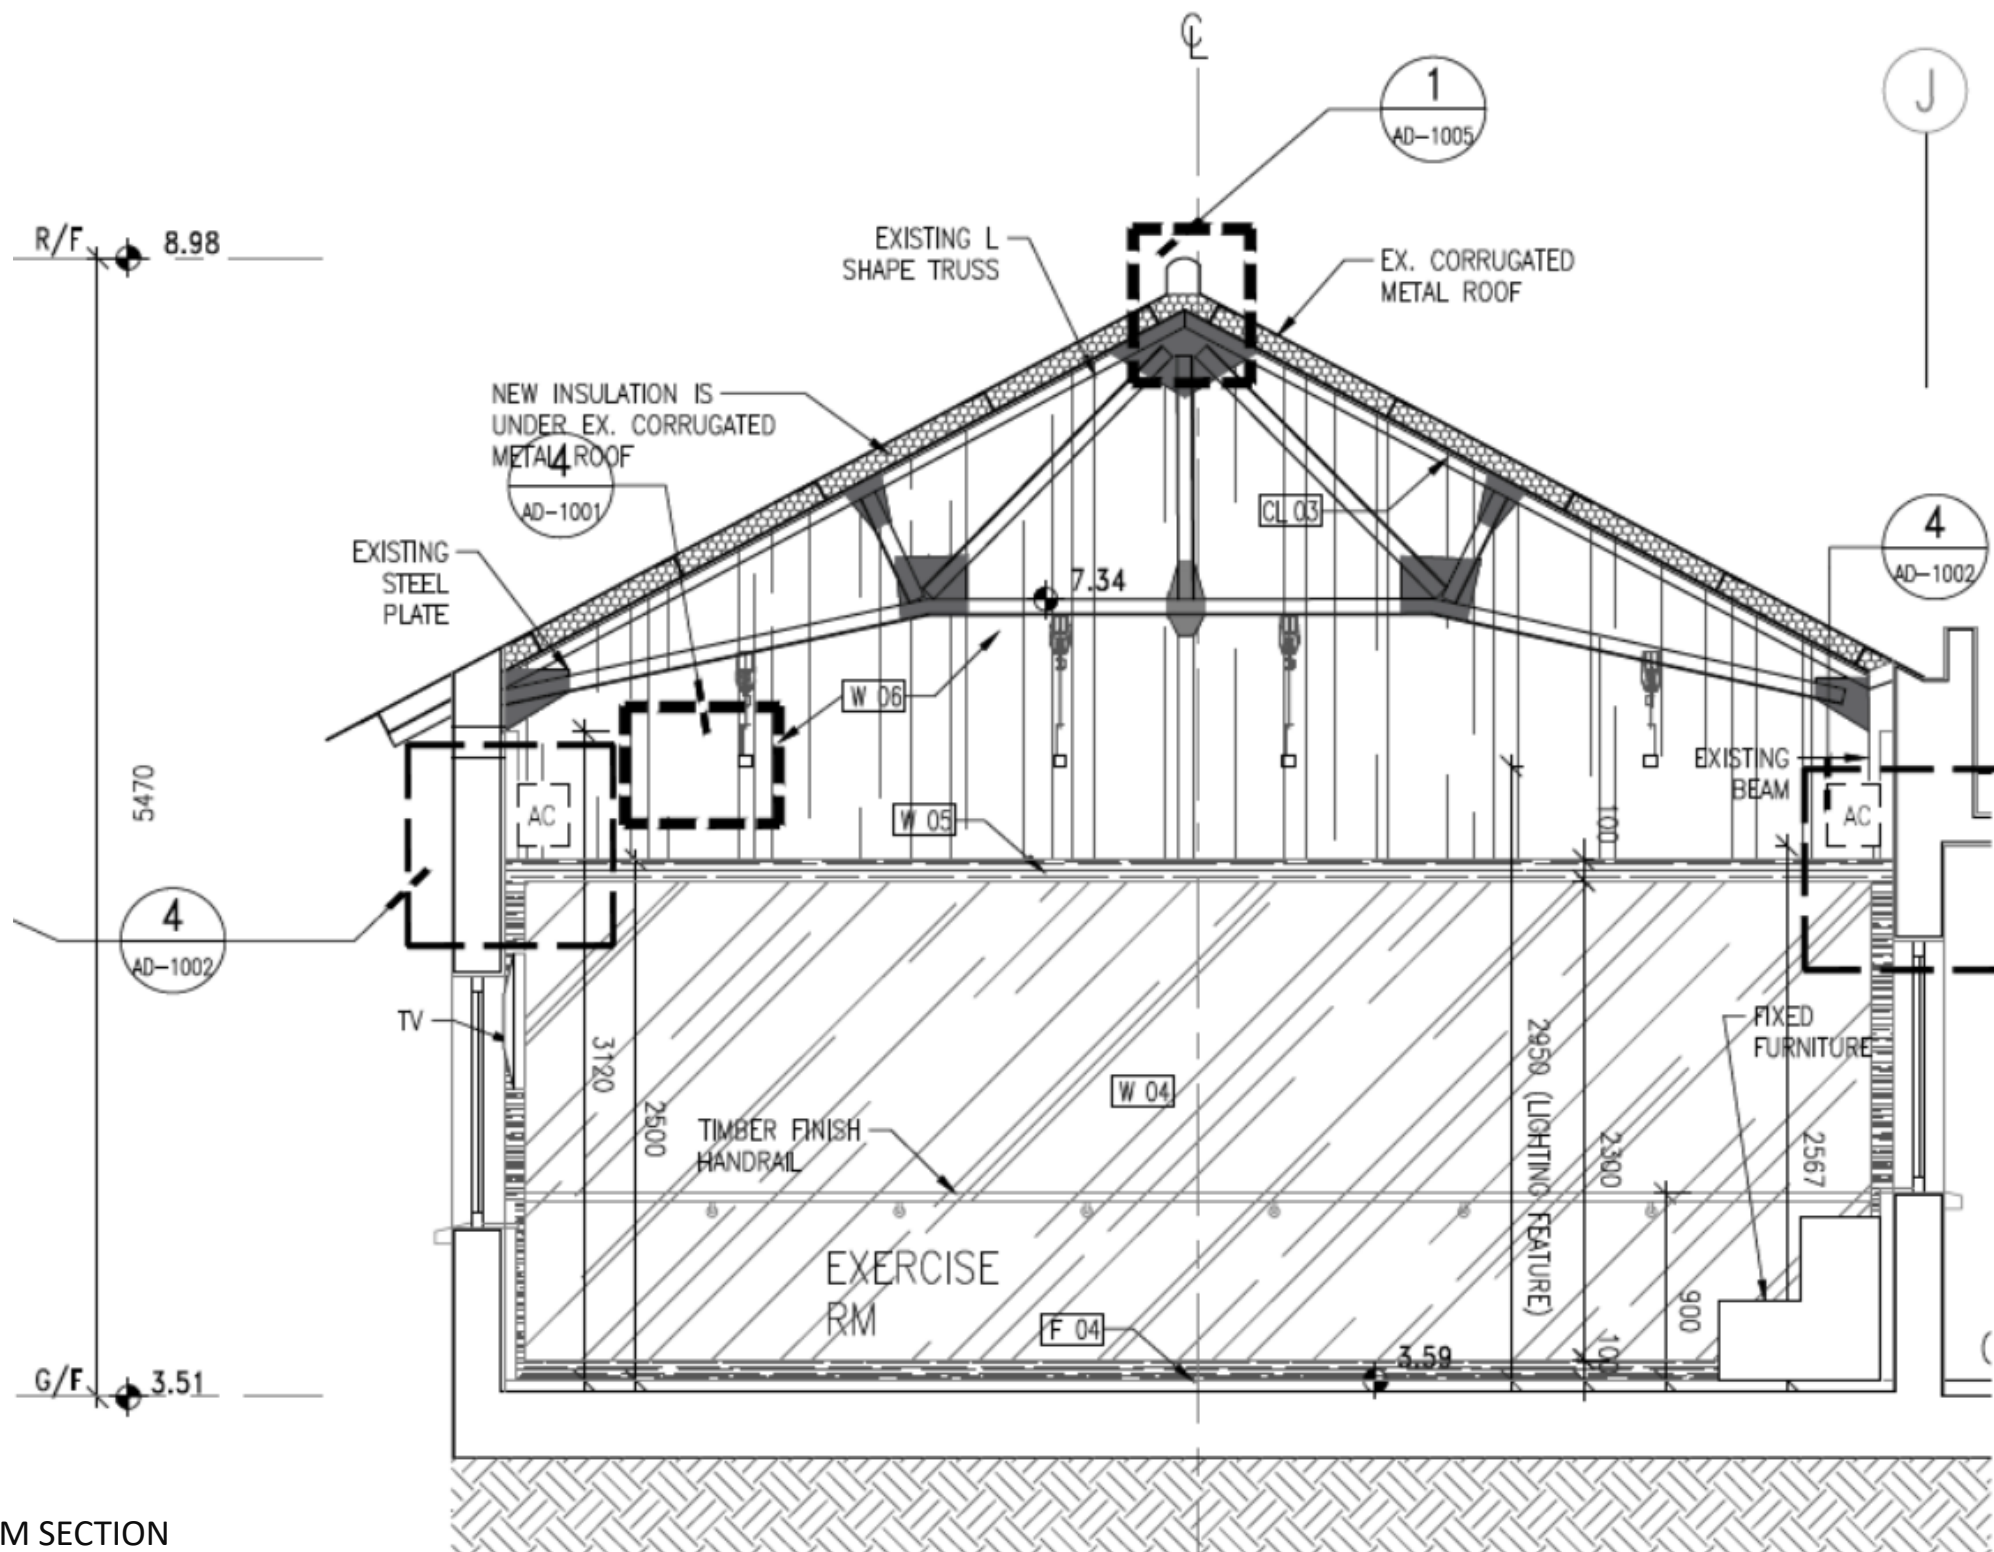 ℄
1
AD-1005
J
R/F
8.98
EXISTING L
SHAPE TRUSS
EX. CORRUGATED
METAL ROOF
NEW INSULATION IS
UNDER EX. CORRUGATED
METAL ROOF
4
AD-1001
CL 03
4
AD-1002
EXISTING
STEEL
PLATE
7.34
W 06
5470
AC
W 05
EXISTING
BEAM
100
AC
4
AD-1002
TV
3120
2500
W 04
TIMBER FINISH
HANDRAIL
2950 (LIGHTING FEATURE)
2300
2567
FIXED
FURNITURE
EXERCISE
RM
F 04
900
100
3.59
G/F
3.51
M SECTION